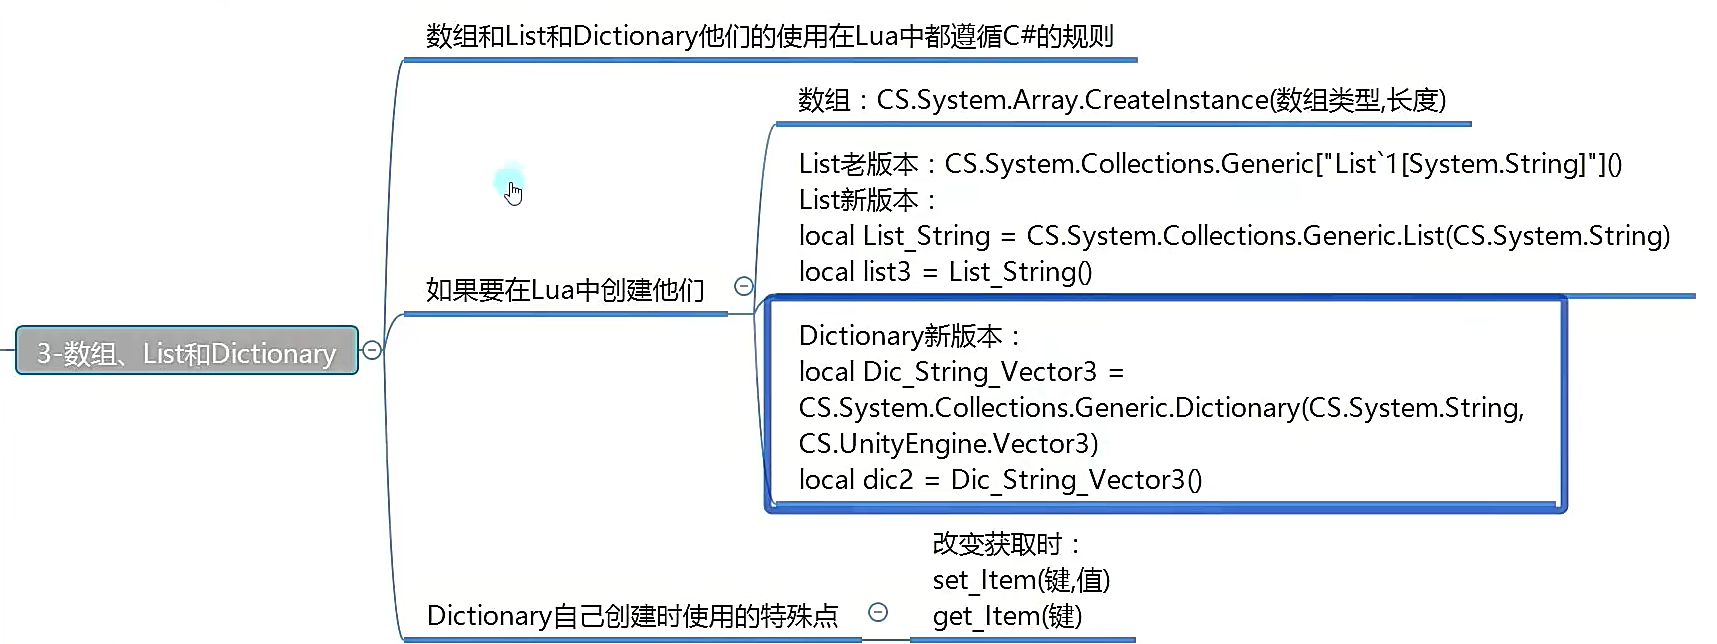 数组和List和Dictionary他们的使用在Lua中都遵循C#的规则
数组：CS.System.Array.CreateInstance(数组类型,长度)
List老版本：CS.System.Collections.Generic["List`1[System.String]"]()
List新版本：
local List_String = CS.System.Collections.Generic.List(CS.System.String)
local list3 = List_String()
如果要在Lua中创建他们
Dictionary新版本：
local Dic_String_Vector3 =
CS.System.Collections.Generic.Dictionary(CS.System.String,
CS.UnityEngine.Vector3)
local dic2 = Dic_String_Vector3()
3-数组、List和Dictionary
改变获取时：
set_Item(键,值)
get_Item(键)
Dictionary自己创建时使用的特殊点